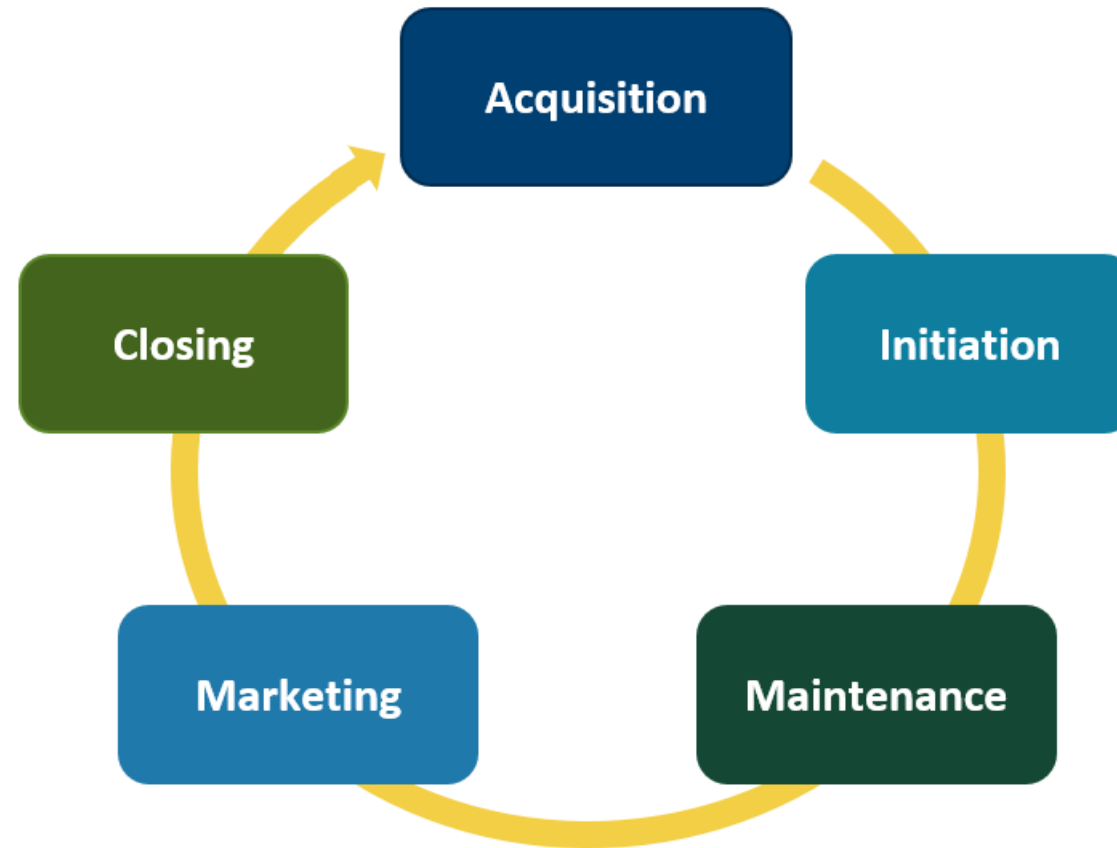 Acquisition
Initiation
Maintenance
Marketing
Closing